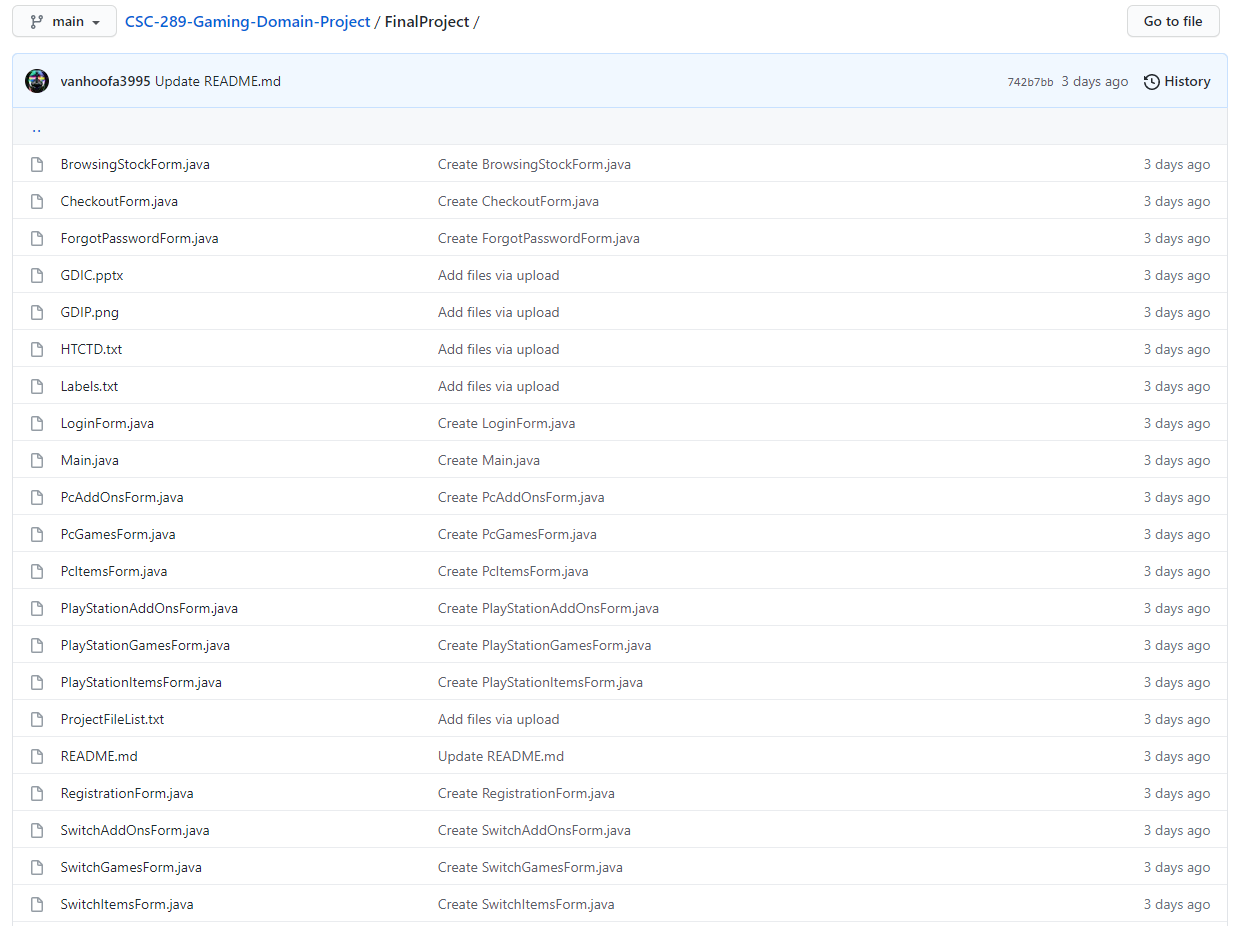 main CSC-289-Gaming-Domain-Project / FinalProject / Go to file
vanhoofa3995 Update README.md 742b7bb 3 days ago History
..
BrowsingStockForm.java Create BrowsingStockForm.java 3 days ago
CheckoutForm.java Create CheckoutForm.java 3 days ago
ForgotPasswordForm.java Create ForgotPasswordForm.java 3 days ago
GDIC.pptx Add files via upload 3 days ago
GDIP.png Add files via upload 3 days ago
HTCTD.txt Add files via upload 3 days ago
Labels.txt Add files via upload 3 days ago
LoginForm.java Create LoginForm.java 3 days ago
Main.java Create Main.java 3 days ago
PcAddOnsForm.java Create PcAddOnsForm.java 3 days ago
PcGamesForm.java Create PcGamesForm.java 3 days ago
PcItemsForm.java Create PcItemsForm.java 3 days ago
PlayStationAddOnsForm.java Create PlayStationAddOnsForm.java 3 days ago
PlayStationGamesForm.java Create PlayStationGamesForm.java 3 days ago
PlayStationItemsForm.java Create PlayStationItemsForm.java 3 days ago
ProjectFileList.txt Add files via upload 3 days ago
README.md Update README.md 3 days ago
RegistrationForm.java Create RegistrationForm.java 3 days ago
SwitchAddOnsForm.java Create SwitchAddOnsForm.java 3 days ago
SwitchGamesForm.java Create SwitchGamesForm.java 3 days ago
SwitchItemsForm.java Create SwitchItemsForm.java 3 days ago